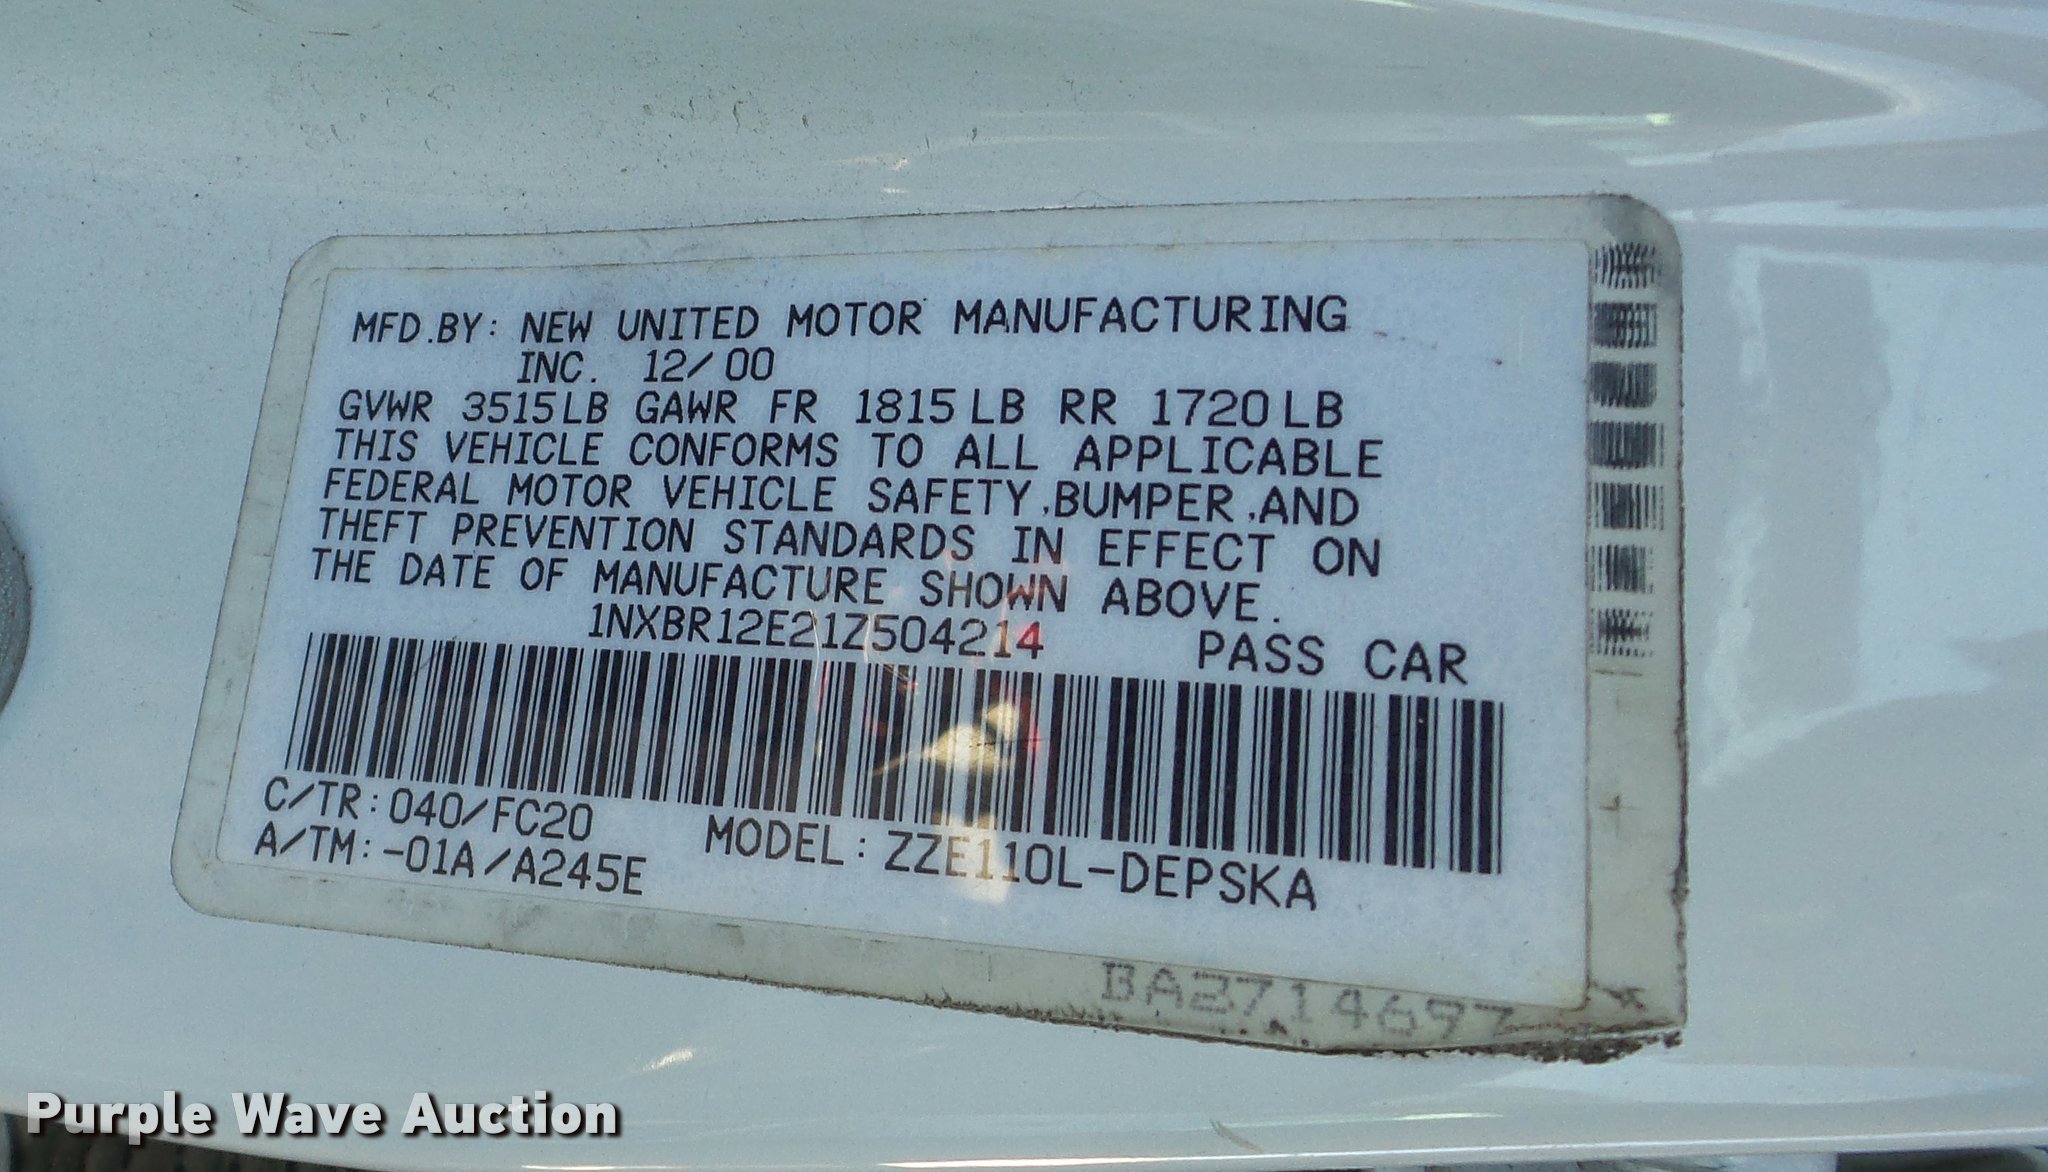 MFD.BY: NEW UNITED MOTOR MANUFACTURING
INC. 12/00
GVWR 3515LB GAWR FR 1815LB RR 1720LB
THIS VEHICLE CONFORMS TO ALL APPLICABLE
FEDERAL MOTOR VEHICLE SAFETY,BUMPER,AND
THEFT PREVENTION STANDARDS IN EFFECT ON
THE DATE OF MANUFACTURE SHOWN ABOVE.
1NXBR12E21Z504214 PASS CAR
C/TR:040/FC20
A/TM:-01A/A245E MODEL:ZZE110L-DEPSKA
BA2714697
Purple Wave Auction